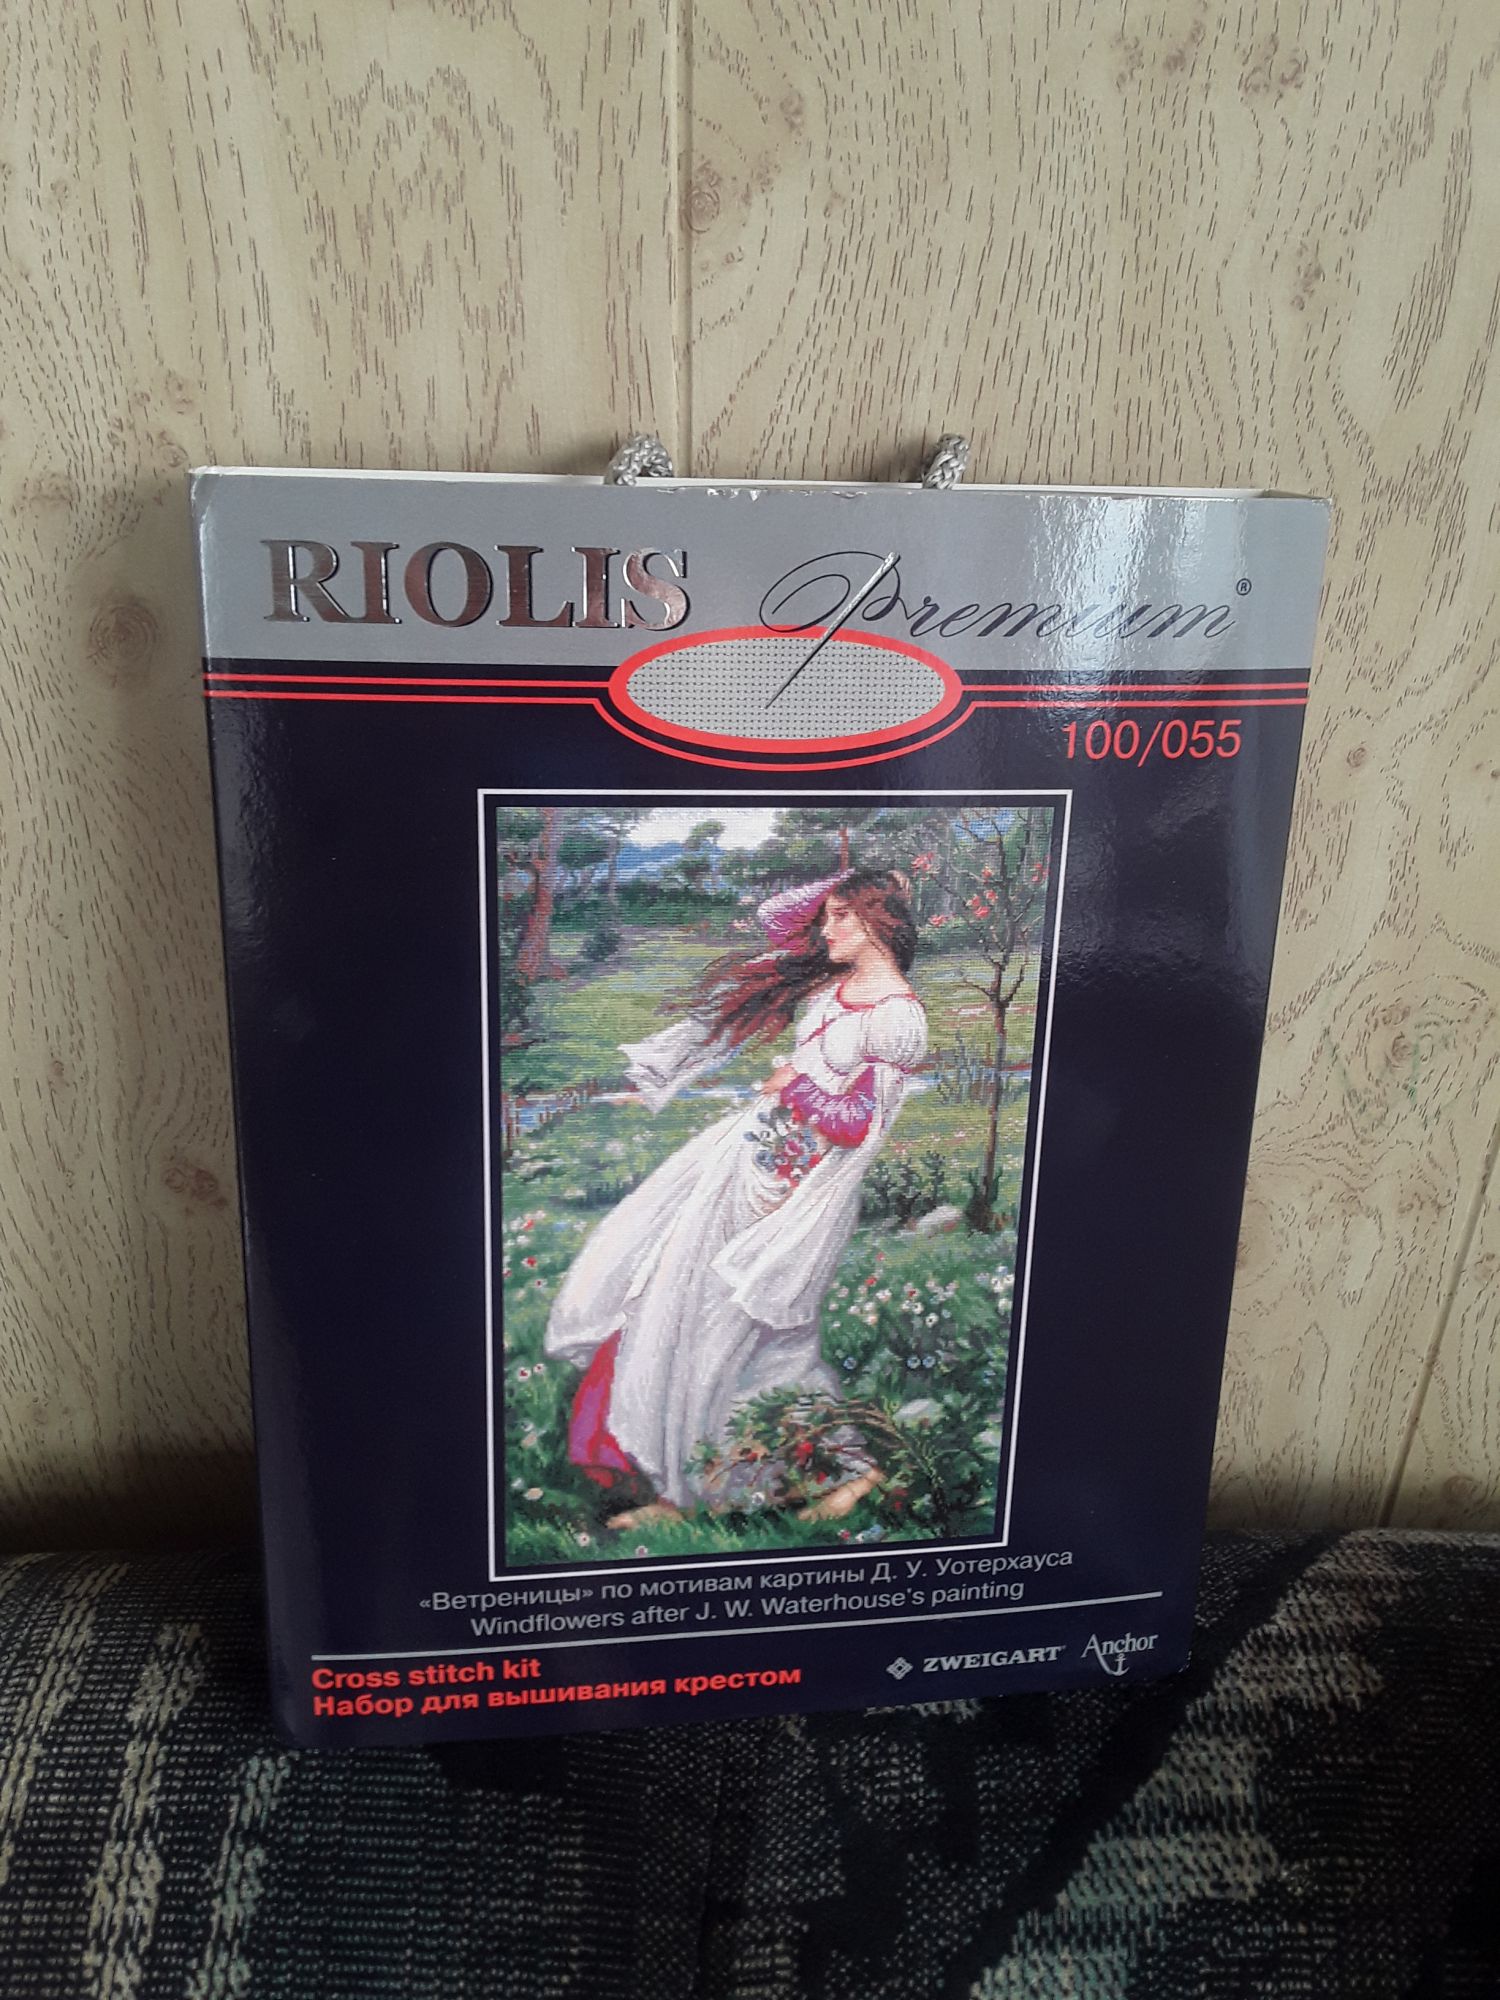 RIOLIS Premium®
100/055
«Ветреницы» по мотивам картины Д. У. Уотерхауса
Windflowers after J. W. Waterhouse's painting
Cross stitch kit
Набор для вышивания крестом
ZWEIGART® Anchor